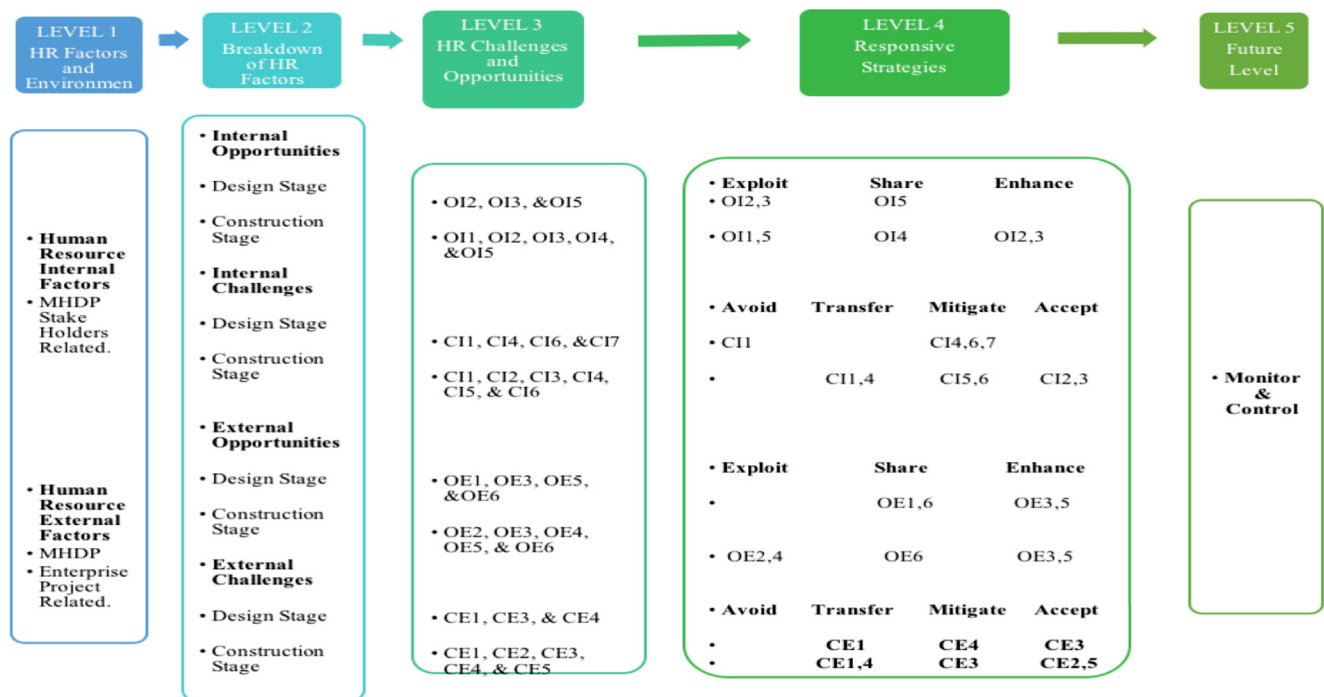 LEVEL 1
HR Factors
and
Environmen
LEVEL 2
Breakdown
of HR
Factors
LEVEL 3
HR Challenges
and
Opportunities
LEVEL 4
Responsive
Strategies
LEVEL 5
Future
Level
• Human
Resource
Internal
Factors
• MHDP
Stake
Holders
Related.
• Human
Resource
External
Factors
• MHDP
• Enterprise
Project
Related.
• Internal
Opportunities
• Design Stage
• Construction
Stage
• Internal
Challenges
• Design Stage
• Construction
Stage
• External
Opportunities
• Design Stage
• Construction
Stage
• External
Challenges
• Design Stage
• Construction
Stage
• OI2, OI3, &OI5
• OI1, OI2, OI3, OI4,
&OI5
• CI1, CI4, CI6, &CI7
• CI1, CI2, CI3, CI4,
CI5, & CI6
• OE1, OE3, OE5,
&OE6
• OE2, OE3, OE4,
OE5, & OE6
• CE1, CE3, & CE4
• CE1, CE2, CE3,
CE4, & CE5
• Exploit Share Enhance
• OI2,3 OI5
• OI1,5 OI4 OI2,3
• Avoid Transfer Mitigate Accept
• CI1 CI4,6,7
• CI1,4 CI5,6 CI2,3
• Exploit Share Enhance
• OE1,6 OE3,5
• OE2,4 OE6 OE3,5
• Avoid Transfer Mitigate Accept
• CE1 CE4 CE3
• CE1,4 CE3 CE2,5
• Monitor
&
Control